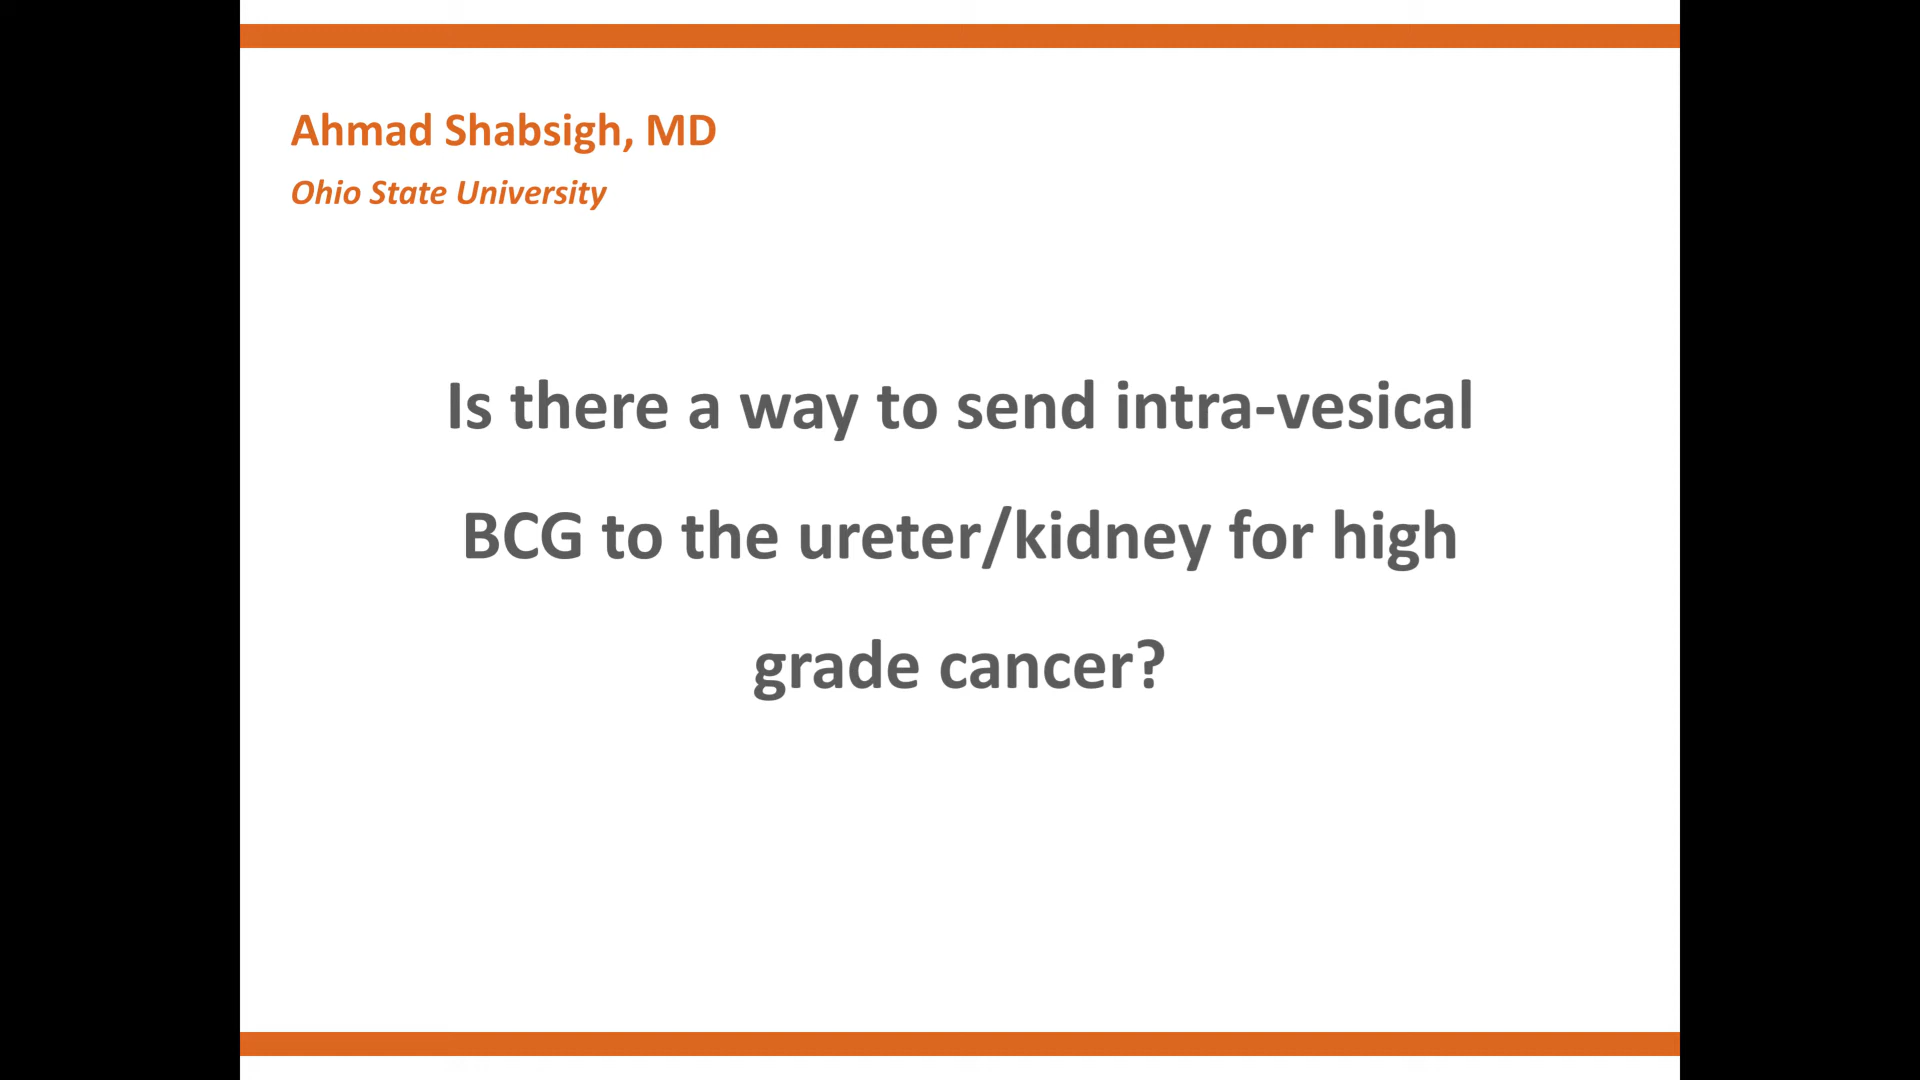 Ahmad Shabsigh, MD
Ohio State University
Is there a way to send intra-vesical
BCG to the ureter/kidney for high
grade cancer?